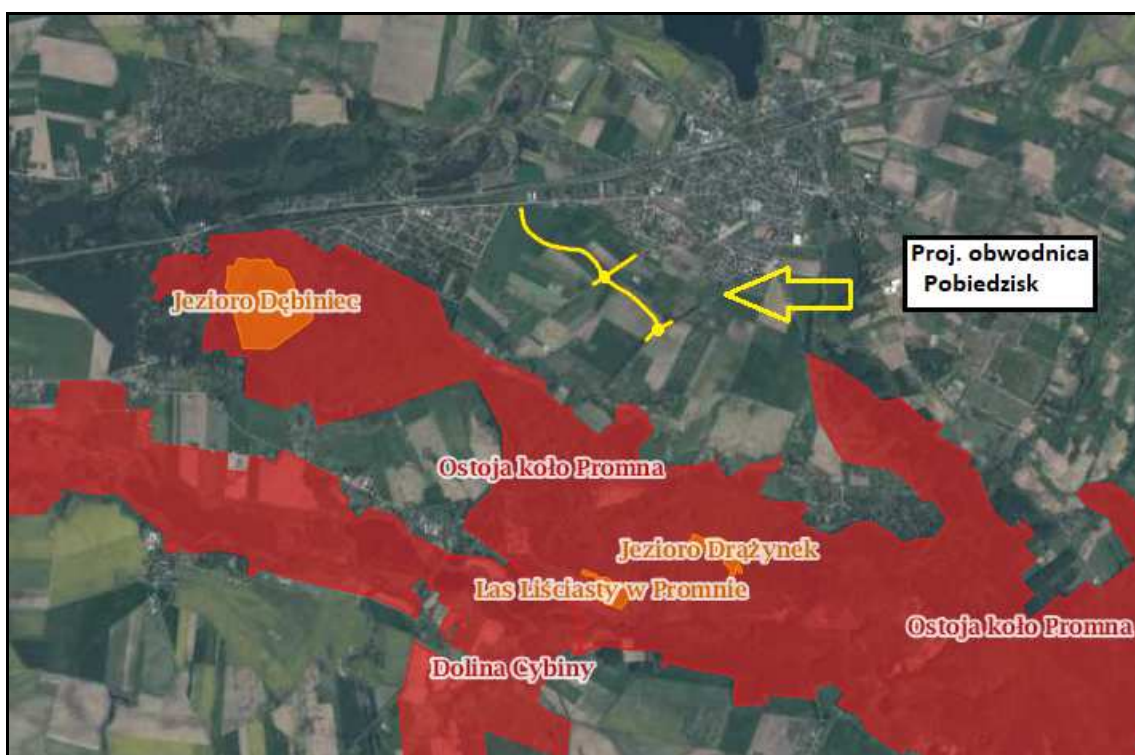 Proj. obwodnica
Pobiedzisk
Jezioro Dębiniec
Ostoja koło Promna
Jezioro Drążynek
Las Liściasty w Promnie
Ostoja koło Promna
Dolina Cybiny